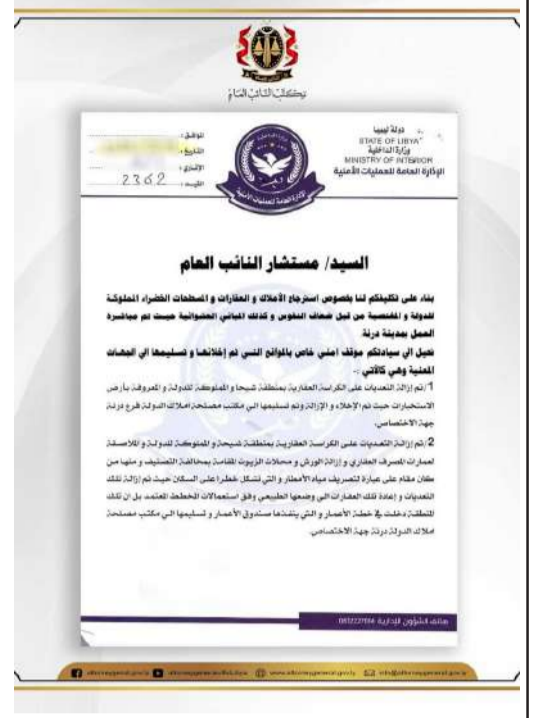 مكتب النائب العام
دولة ليبيا
STATE OF LIBYA
وزارة الداخلية
MINISTRY OF INTERIOR
الإدارة العامة للعمليات الأمنية
الموافق :
التاريخ :
الإشاري :
القيد : 2362
الإدارة العامة للعمليات الأمنية
السيد/ مستشار النائب العام
بناء على تكليفكم لنا بخصوص استرجاع الأملاك و العقارات و المسطحات الخضراء المملوكة
للدولة و المغتصبة من قبل ضعاف النفوس و كذلك المباني العشوائية حيث تم مباشرة
العمل بمدينة درنة.
نحيل الي سيادتكم موقف امني خاص بالمواقع التي تم إخلائها و تسليمها الي الجهات
المعنية وهي كالأتي :-
1/تم إزالة التعديات على الكراسة العقارية بمنطقة شيحا و المملوكة للدولة و المعروفة بأرض
الاستخبارات حيث تم الإخلاء و الإزالة وتم تسليمها الي مكتب مصلحة املاك الدولة فرع درنة
جهة الاختصاص.
2/تم إزالة التعديات على الكراسة العقارية بمنطقة شيحة و المملوكة للدولة و الملاصقة
لعمارات المصرف العقاري و إزالة الورش و محلات الزيوت المقامة بمخالفة التصنيف و منها من
كان مقام على عبارة لتصريف مياه الأمطار و التي تشكل خطرا على السكان حيث تم إزالة تلك
التعديات و إعادة تلك العقارات الي وضعها الطبيعي وفق استعمالات المخطط المعتمد بل ان تلك
المنطقة دخلت في خطة الأعمار و التي ينفذها صندوق الأعمار و تسليمها الي مكتب مصلحة
املاك الدولة درنة جهة الاختصاص.
هاتف الشؤون الإدارية